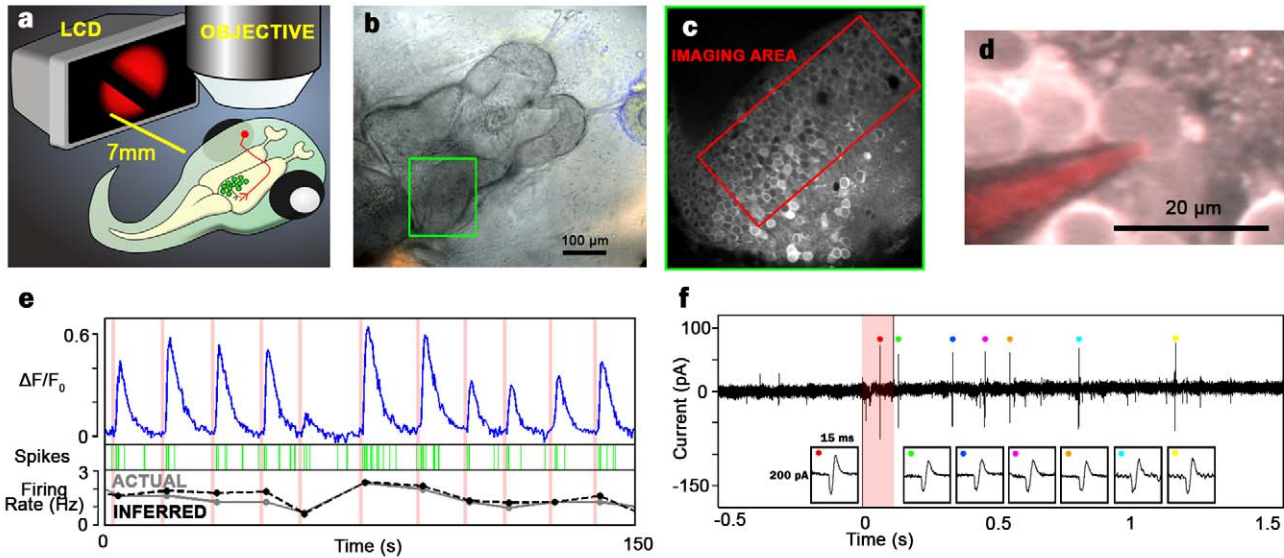 a
LCD
OBJECTIVE
7mm
b
100 µm
c
IMAGING AREA
d
20 µm
e
0.6
ΔF/F0
0
Spikes
3
Firing
Rate (Hz)
0
ACTUAL
INFERRED
0
Time (s)
150
f
100
0
-150
Current (pA)
15 ms
200 pA
-0.5
0
0.5
1
1.5
Time (s)